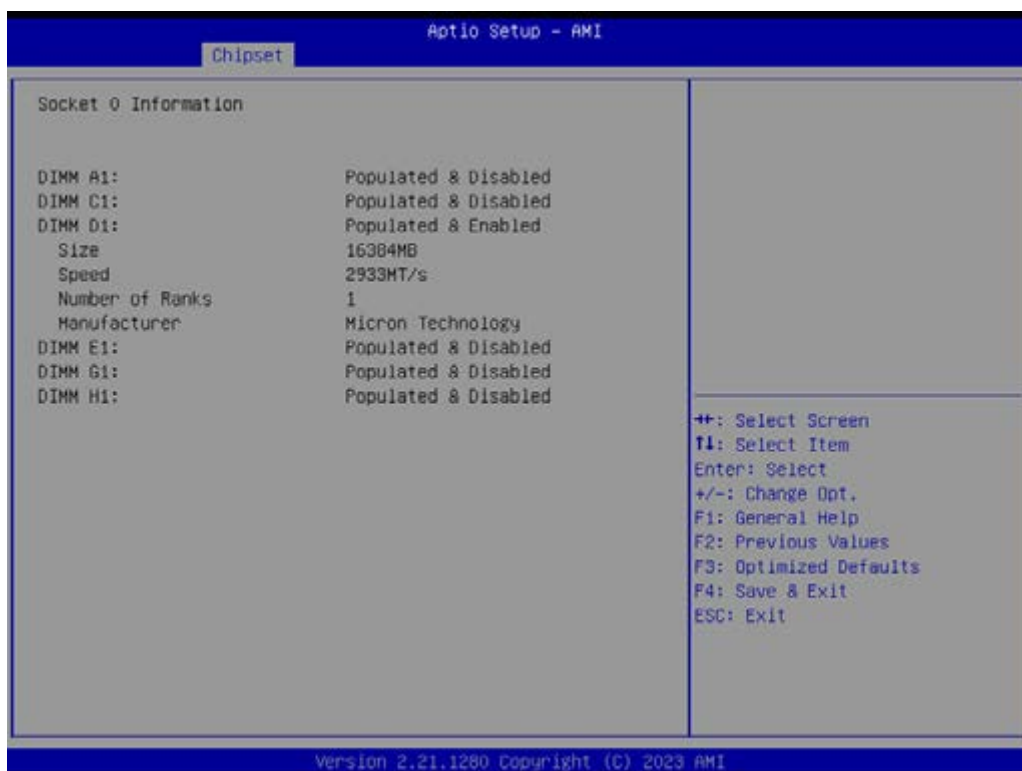 Aptio Setup - AMI
Chipset
Socket 0 Information
DIMM A1: Populated & Disabled
DIMM C1: Populated & Disabled
DIMM D1: Populated & Enabled
Size 16384MB
Speed 2933MT/s
Number of Ranks 1
Manufacturer Micron Technology
DIMM E1: Populated & Disabled
DIMM G1: Populated & Disabled
DIMM H1: Populated & Disabled
→←: Select Screen
↑↓: Select Item
Enter: Select
+/-: Change Opt.
F1: General Help
F2: Previous Values
F3: Optimized Defaults
F4: Save & Exit
ESC: Exit
Version 2.21.1280 Copyright (C) 2023 AMI